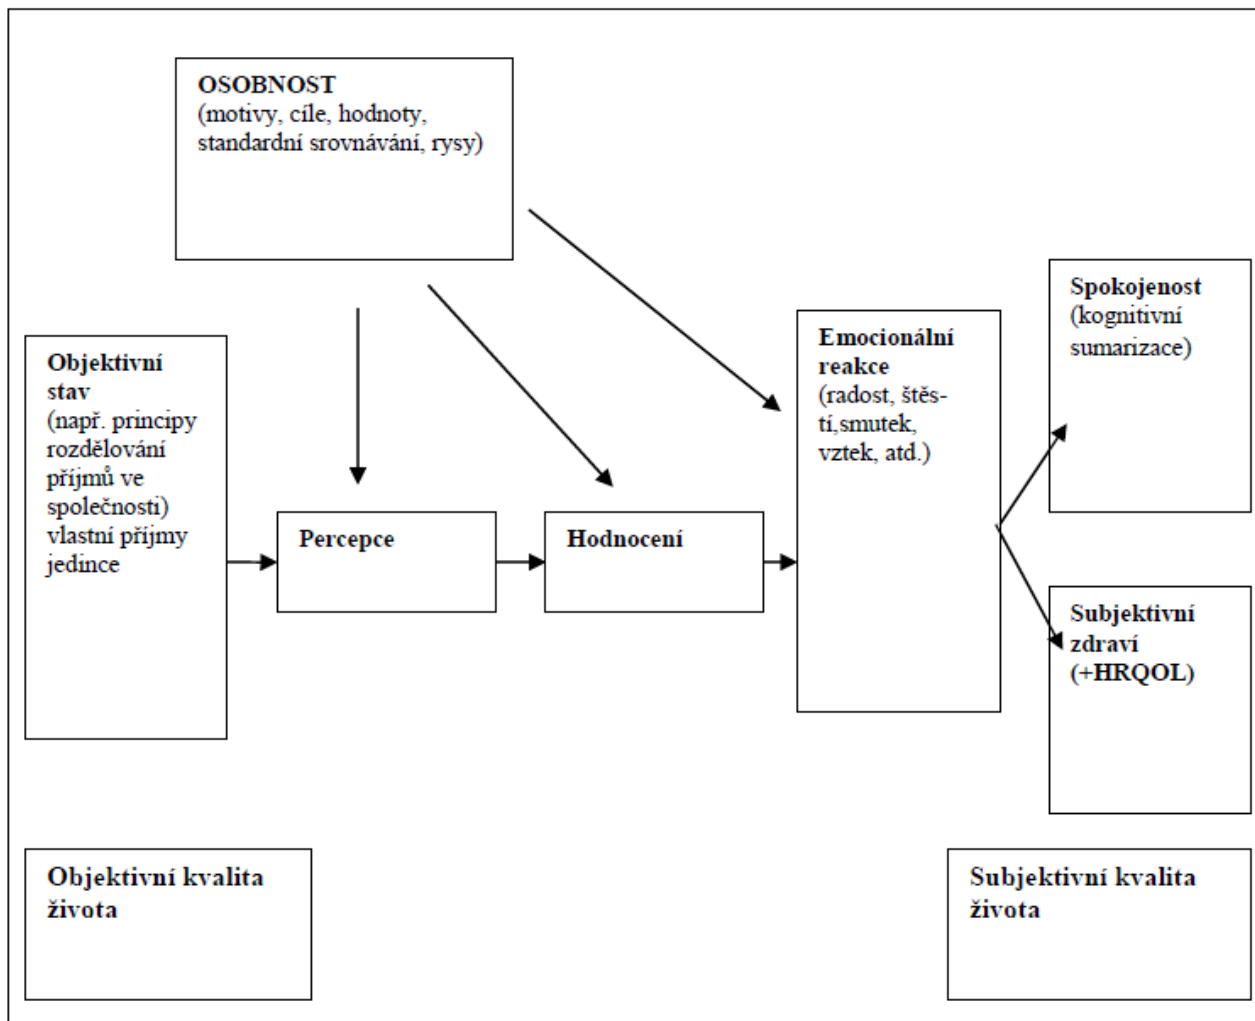 OSOBNOST
(motivy, cíle, hodnoty,
standardní srovnávání, rysy)
Objektivní
stav
(např. principy
rozdělování
příjmů ve
společnosti)
vlastní příjmy
jedince
Percepce
Hodnocení
Emocionální
reakce
(radost, štěs-
tí,smutek,
vztek, atd.)
Spokojenost
(kognitivní
sumarizace)
Subjektivní
zdraví
(+HRQOL)
Objektivní kvalita
života
Subjektivní kvalita
života